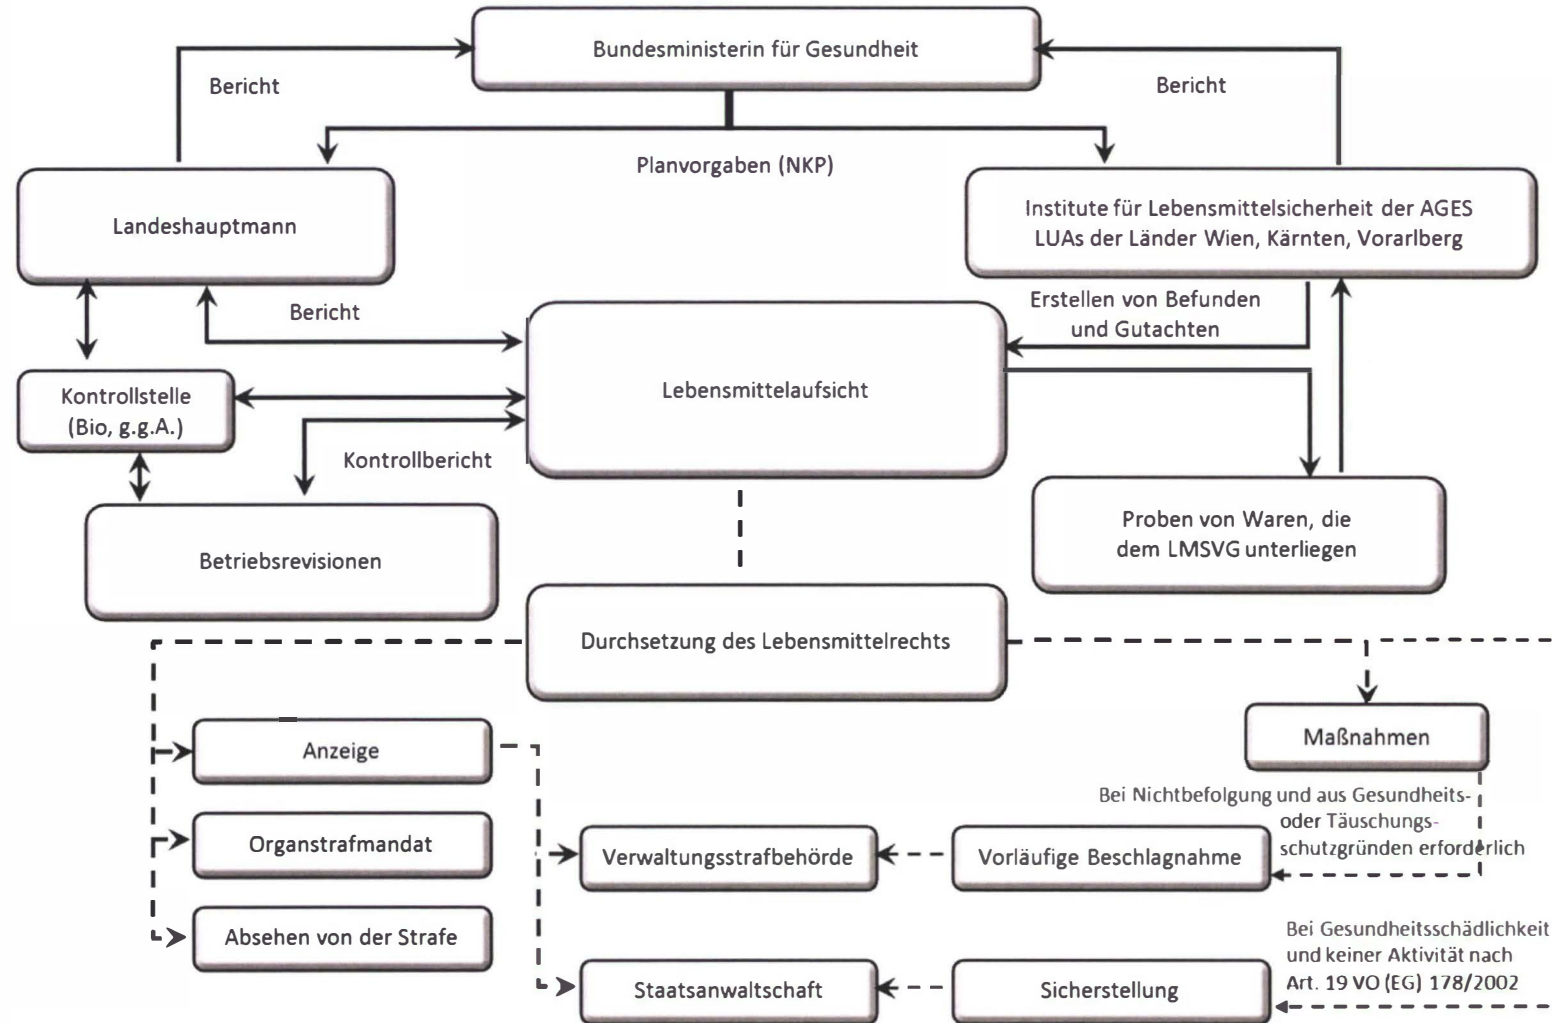 Bundesministerin für Gesundheit
Bericht
Bericht
Planvorgaben (NKP)
Landeshauptmann
Institute für Lebensmittelsicherheit der AGES
LUAs der Länder Wien, Kärnten, Vorarlberg
Bericht
Erstellen von Befunden
und Gutachten
Kontrollstelle
(Bio, g.g.A.)
Lebensmittelaufsicht
Kontrollbericht
Betriebsrevisionen
Proben von Waren, die
dem LMSVG unterliegen
Durchsetzung des Lebensmittelrechts
Anzeige
Maßnahmen
Bei Nichtbefolgung und aus Gesundheits-
oder Täuschungs-
schutzgründen erforderlich
Organstrafmandat
Verwaltungsstrafbehörde
Vorläufige Beschlagnahme
Absehen von der Strafe
Bei Gesundheitsschädlichkeit
und keiner Aktivität nach
Art. 19 VO (EG) 178/2002
Staatsanwaltschaft
Sicherstellung